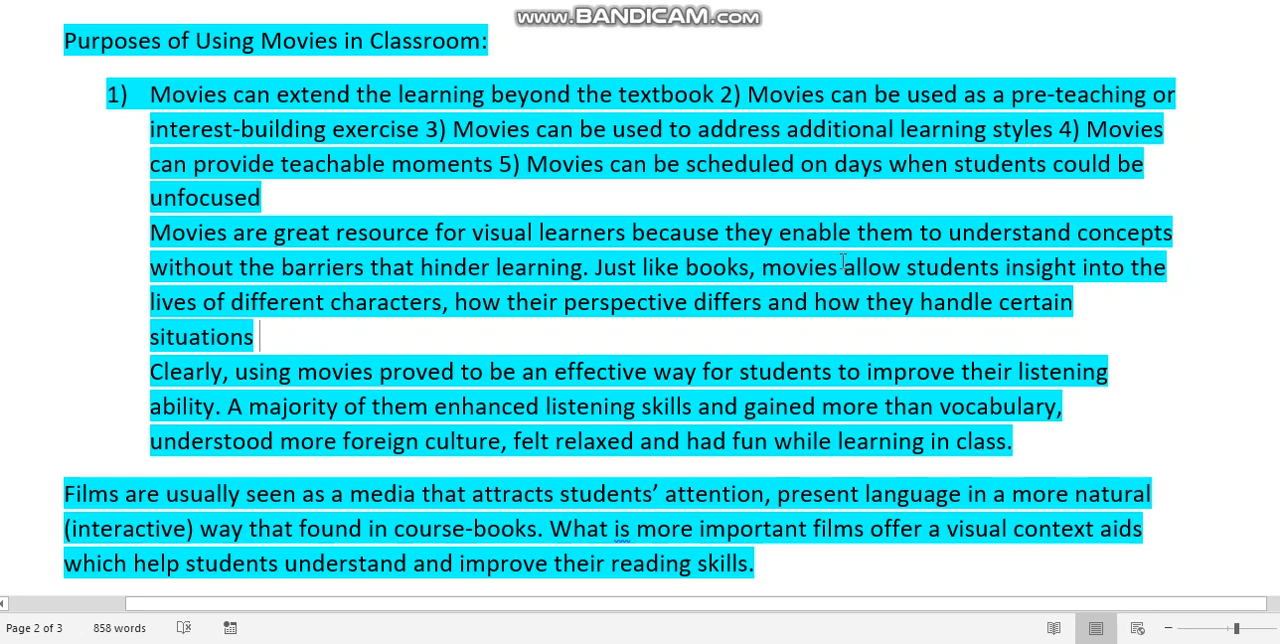 www.BANDICAM.com
Purposes of Using Movies in Classroom:
1) Movies can extend the learning beyond the textbook 2) Movies can be used as a pre-teaching or
interest-building exercise 3) Movies can be used to address additional learning styles 4) Movies
can provide teachable moments 5) Movies can be scheduled on days when students could be
unfocused
Movies are great resource for visual learners because they enable them to understand concepts
without the barriers that hinder learning. Just like books, movies allow students insight into the
lives of different characters, how their perspective differs and how they handle certain
situations
Clearly, using movies proved to be an effective way for students to improve their listening
ability. A majority of them enhanced listening skills and gained more than vocabulary,
understood more foreign culture, felt relaxed and had fun while learning in class.
Films are usually seen as a media that attracts students’ attention, present language in a more natural
(interactive) way that found in course-books. What is more important films offer a visual context aids
which help students understand and improve their reading skills.
Page 2 of 3 858 words